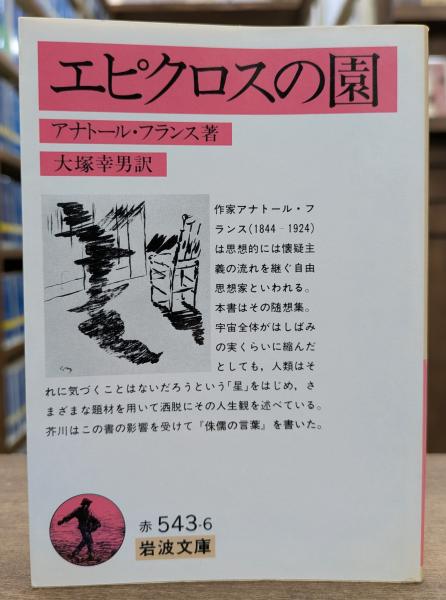 エピクロスの園
アナトール・フランス著
大塚幸男訳
作家アナトール・フ
ランス(1844‐1924)
は思想的には懐疑主
義の流れを継ぐ自由
思想家といわれる。
本書はその随想集。
宇宙全体がはしばみ
の実くらいに縮んだ
としても，人類はそ
れに気づくことはないだろうという「星」をはじめ，さ
まざまな題材を用いて洒脱にその人生観を述べている。
芥川はこの書の影響を受けて『侏儒の言葉』を書いた。
赤 543-6
岩波文庫